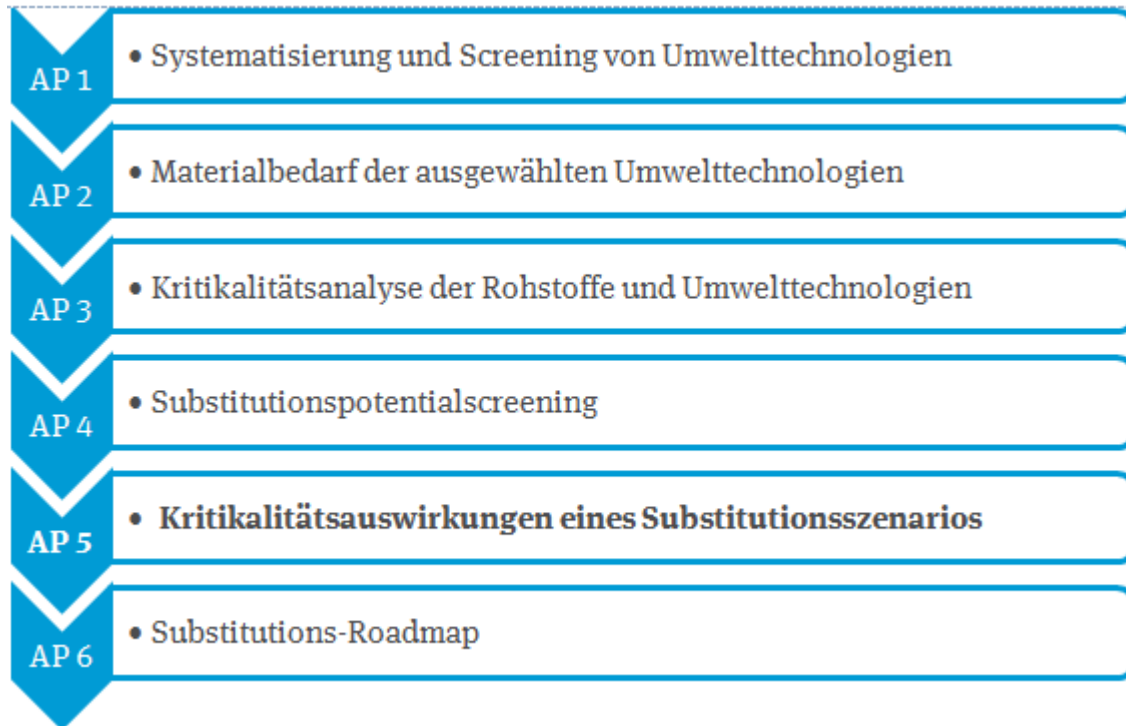 AP 1
• Systematisierung und Screening von Umwelttechnologien
AP 2
• Materialbedarf der ausgewählten Umwelttechnologien
AP 3
• Kritikalitätsanalyse der Rohstoffe und Umwelttechnologien
AP 4
• Substitutionspotentialscreening
AP 5
• Kritikalitätsauswirkungen eines Substitutionsszenarios
AP 6
• Substitutions-Roadmap